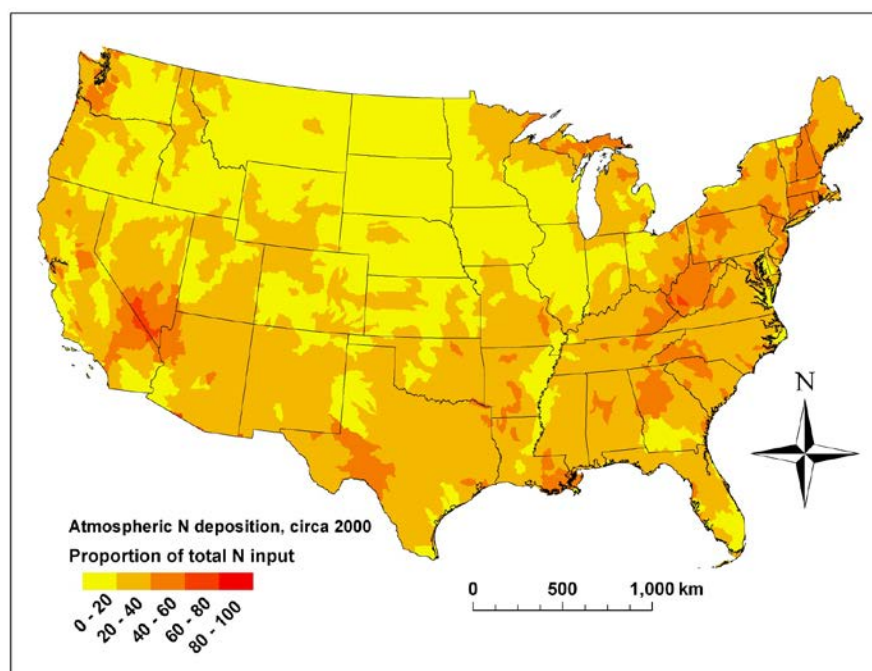 N
Atmospheric N deposition, circa 2000
Proportion of total N input
0 - 20
20 - 40
40 - 60
60 - 80
80 - 100
0 500 1,000 km